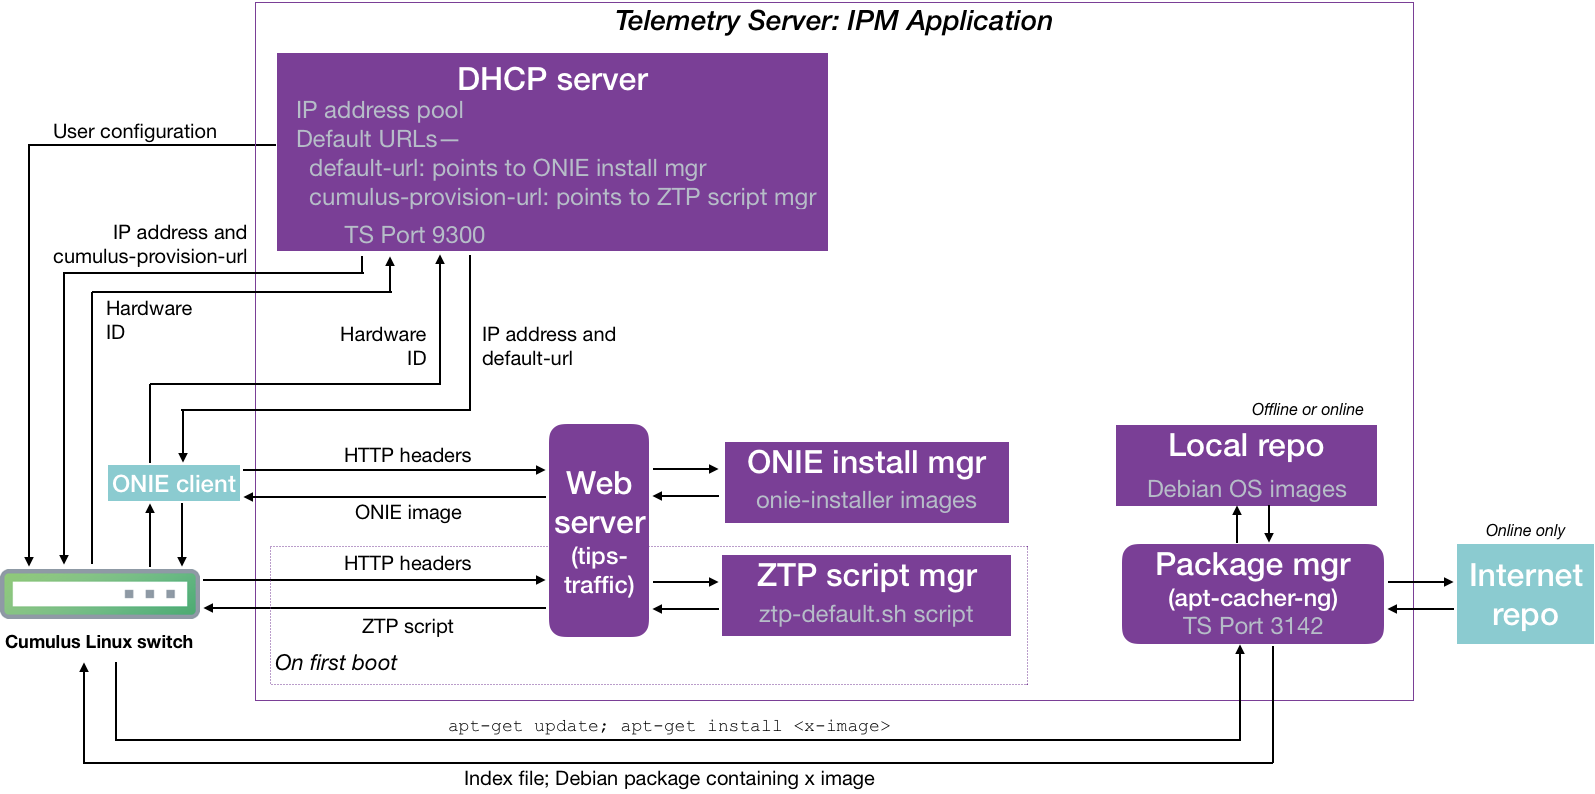 Telemetry Server: IPM Application
DHCP server
IP address pool
Default URLs—
default-url: points to ONIE install mgr
cumulus-provision-url: points to ZTP script mgr
TS Port 9300
User configuration
IP address and
cumulus-provision-url
Hardware
ID
Hardware
ID
IP address and
default-url
ONIE client
HTTP headers
ONIE image
Web
server
(tips-
traffic)
ONIE install mgr
onie-installer images
HTTP headers
ZTP script
ZTP script mgr
ztp-default.sh script
On first boot
Cumulus Linux switch
Offline or online
Local repo
Debian OS images
Package mgr
(apt-cacher-ng)
TS Port 3142
Online only
Internet
repo
apt-get update; apt-get install <x-image>
Index file; Debian package containing x image